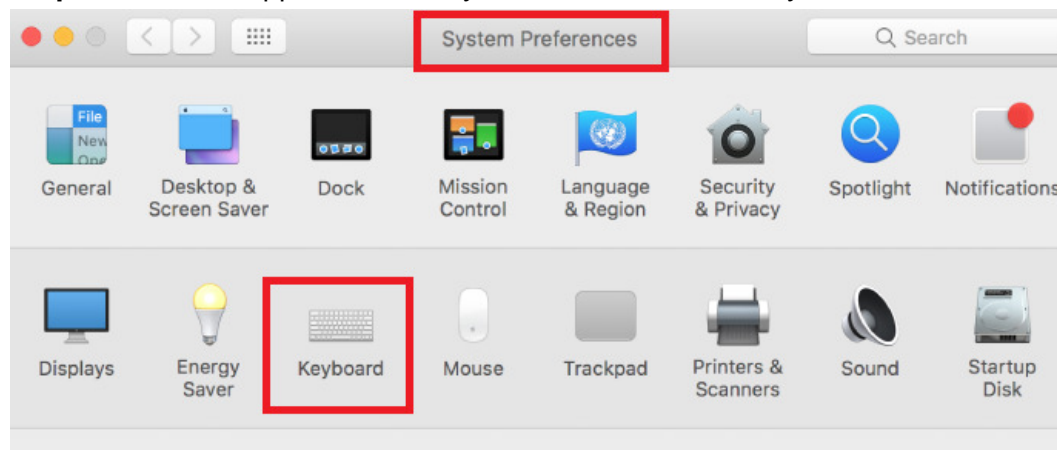 System Preferences
Search
File
New
General
Desktop &
Screen Saver
Dock
Mission
Control
Language
& Region
Security
& Privacy
Spotlight
Notifications
Displays
Energy
Saver
Keyboard
Mouse
Trackpad
Printers &
Scanners
Sound
Startup
Disk